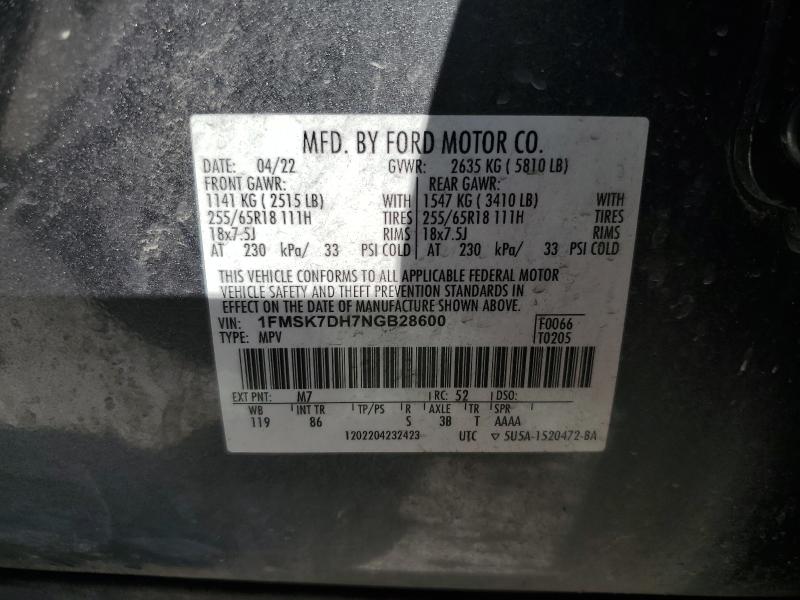 MFD. BY FORD MOTOR CO.
DATE: 04/22 GVWR: 2635 KG ( 5810 LB)
FRONT GAWR: REAR GAWR:
1141 KG ( 2515 LB) WITH 1547 KG ( 3410 LB) WITH
255/65R18 111H TIRES 255/65R18 111H TIRES
18x7.5J RIMS 18x7.5J RIMS
AT 230 kPa/ 33 PSI COLD AT 230 kPa/ 33 PSI COLD
THIS VEHICLE CONFORMS TO ALL APPLICABLE FEDERAL MOTOR
VEHICLE SAFETY AND THEFT PREVENTION STANDARDS IN
EFFECT ON THE DATE OF MANUFACTURE SHOWN ABOVE.
VIN: 1FMSK7DH7NGB28600 F0066
TYPE: MPV T0205
EXT PNT: M7 RC: 52 DSO:
WB INT TR TP/PS R AXLE TR SPR
119 86 S 3B T AAAA
1202204232423 UTC ▽ 5U5A-1520472-BA